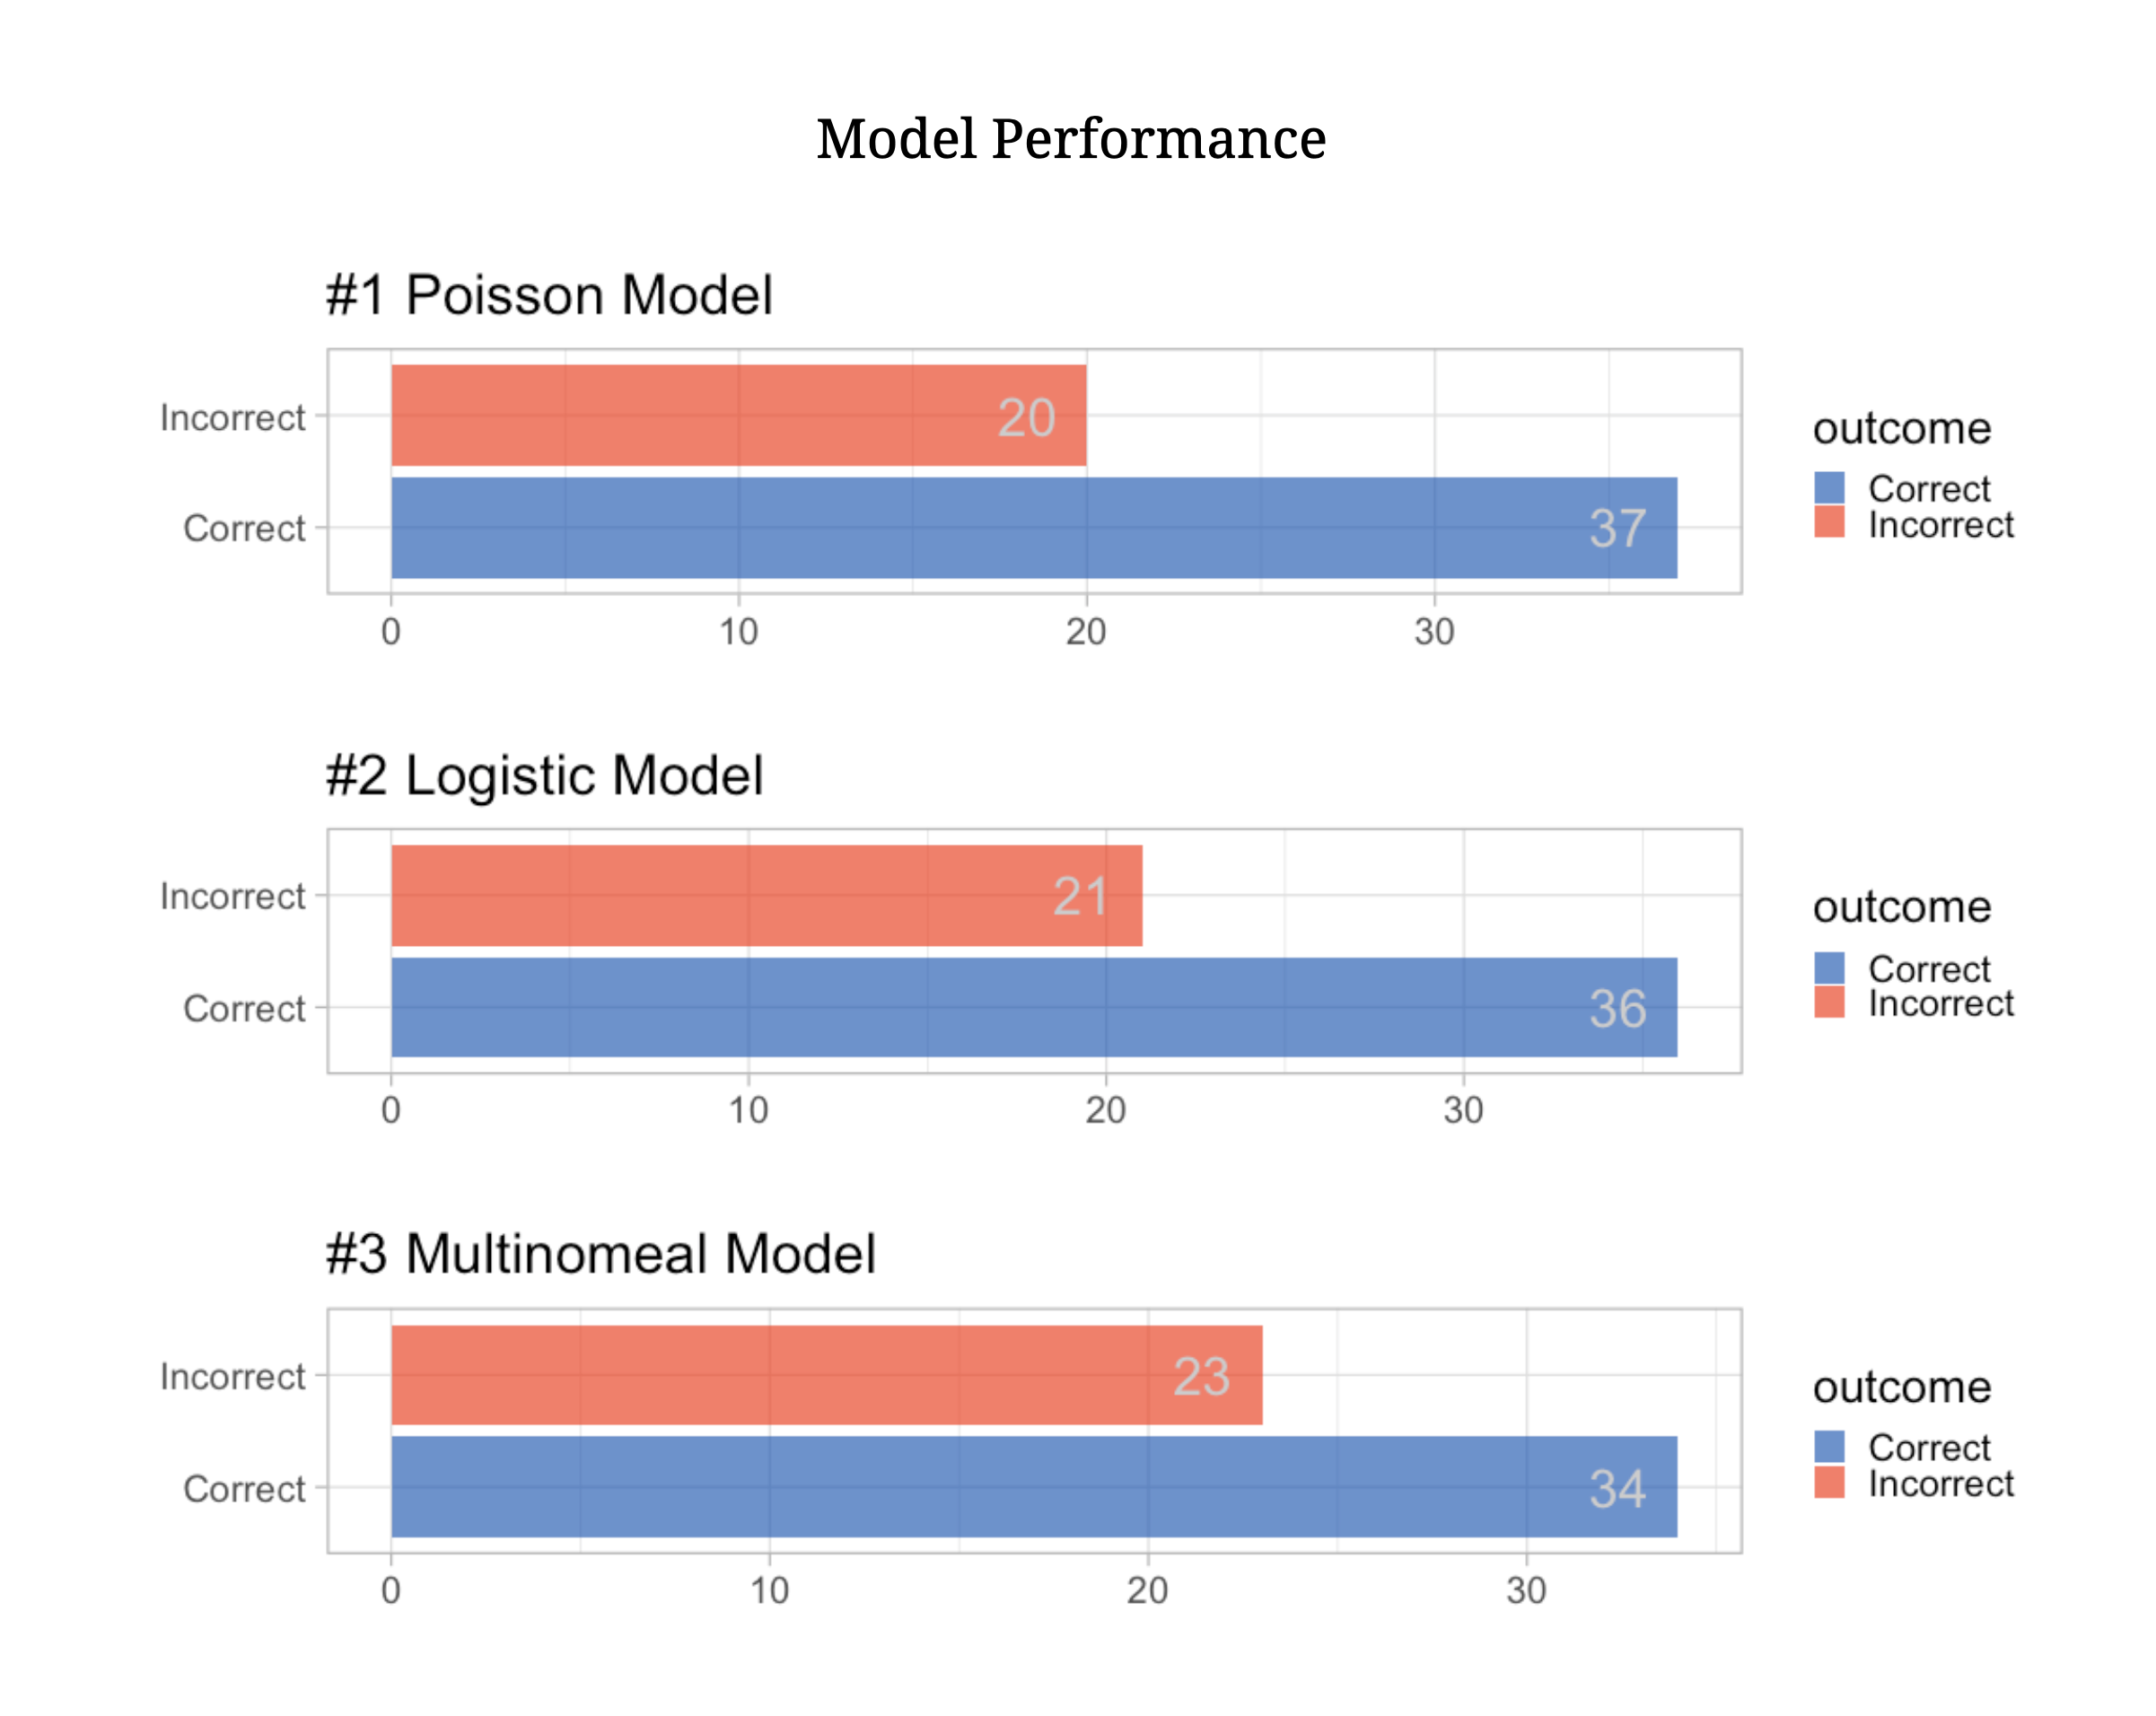 Model Performance
#1 Poisson Model
Incorrect
20
outcome
Correct
Correct
37
Incorrect
0 10 20 30
#2 Logistic Model
Incorrect
21
outcome
Correct
Correct
36
Incorrect
0 10 20 30
#3 Multinomeal Model
Incorrect
23
outcome
Correct
Correct
34
Incorrect
0 10 20 30